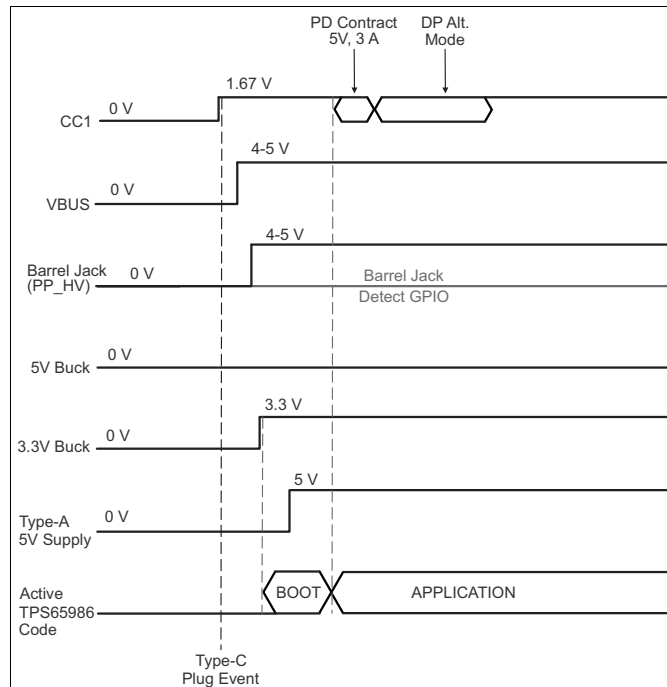 PD Contract
5V, 3 A
DP Alt.
Mode
1.67 V
0 V
CC1
4-5 V
0 V
VBUS
4-5 V
Barrel Jack
(PP_HV)
0 V
Barrel Jack
Detect GPIO
0 V
5V Buck
3.3 V
0 V
3.3V Buck
5 V
0 V
Type-A
5V Supply
Active
TPS65986
Code
BOOT
APPLICATION
Type-C
Plug Event